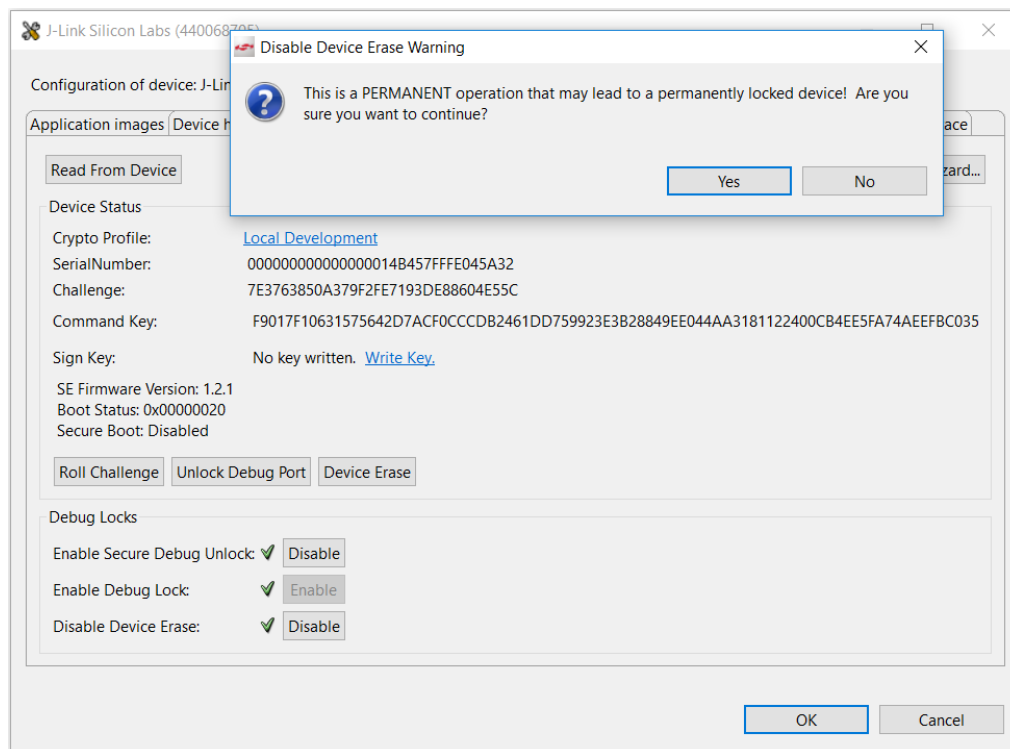 J-Link Silicon Labs (440068705)
Disable Device Erase Warning
This is a PERMANENT operation that may lead to a permanently locked device!  Are you
sure you want to continue?
Yes No
Configuration of device: J-Lin
Application images Device h ace
Read From Device zard...
Device Status
Crypto Profile: Local Development
SerialNumber: 000000000000000014B457FFFE045A32
Challenge: 7E3763850A379F2FE7193DE88604E55C
Command Key: F9017F10631575642D7ACF0CCCDB2461DD759923E3B28849EE044AA3181122400CB4EE5FA74AEEFBC035
Sign Key: No key written. Write Key.
SE Firmware Version: 1.2.1
Boot Status: 0x00000020
Secure Boot: Disabled
Roll Challenge Unlock Debug Port Device Erase
Debug Locks
Enable Secure Debug Unlock: Disable
Enable Debug Lock: Enable
Disable Device Erase: Disable
OK Cancel